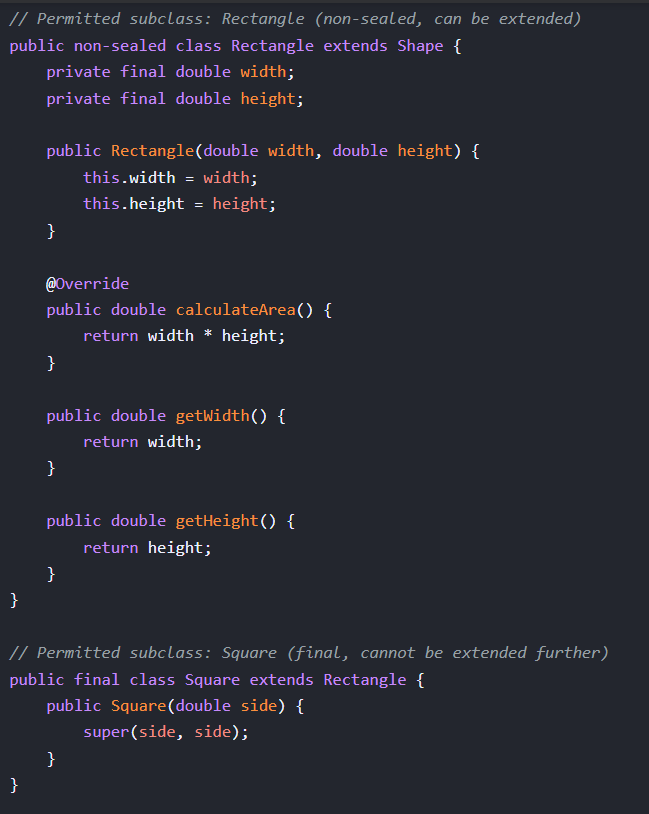 // Permitted subclass: Rectangle (non-sealed, can be extended)
public non-sealed class Rectangle extends Shape {
    private final double width;
    private final double height;

    public Rectangle(double width, double height) {
        this.width = width;
        this.height = height;
    }

    @Override
    public double calculateArea() {
        return width * height;
    }

    public double getWidth() {
        return width;
    }

    public double getHeight() {
        return height;
    }
}

// Permitted subclass: Square (final, cannot be extended further)
public final class Square extends Rectangle {
    public Square(double side) {
        super(side, side);
    }
}